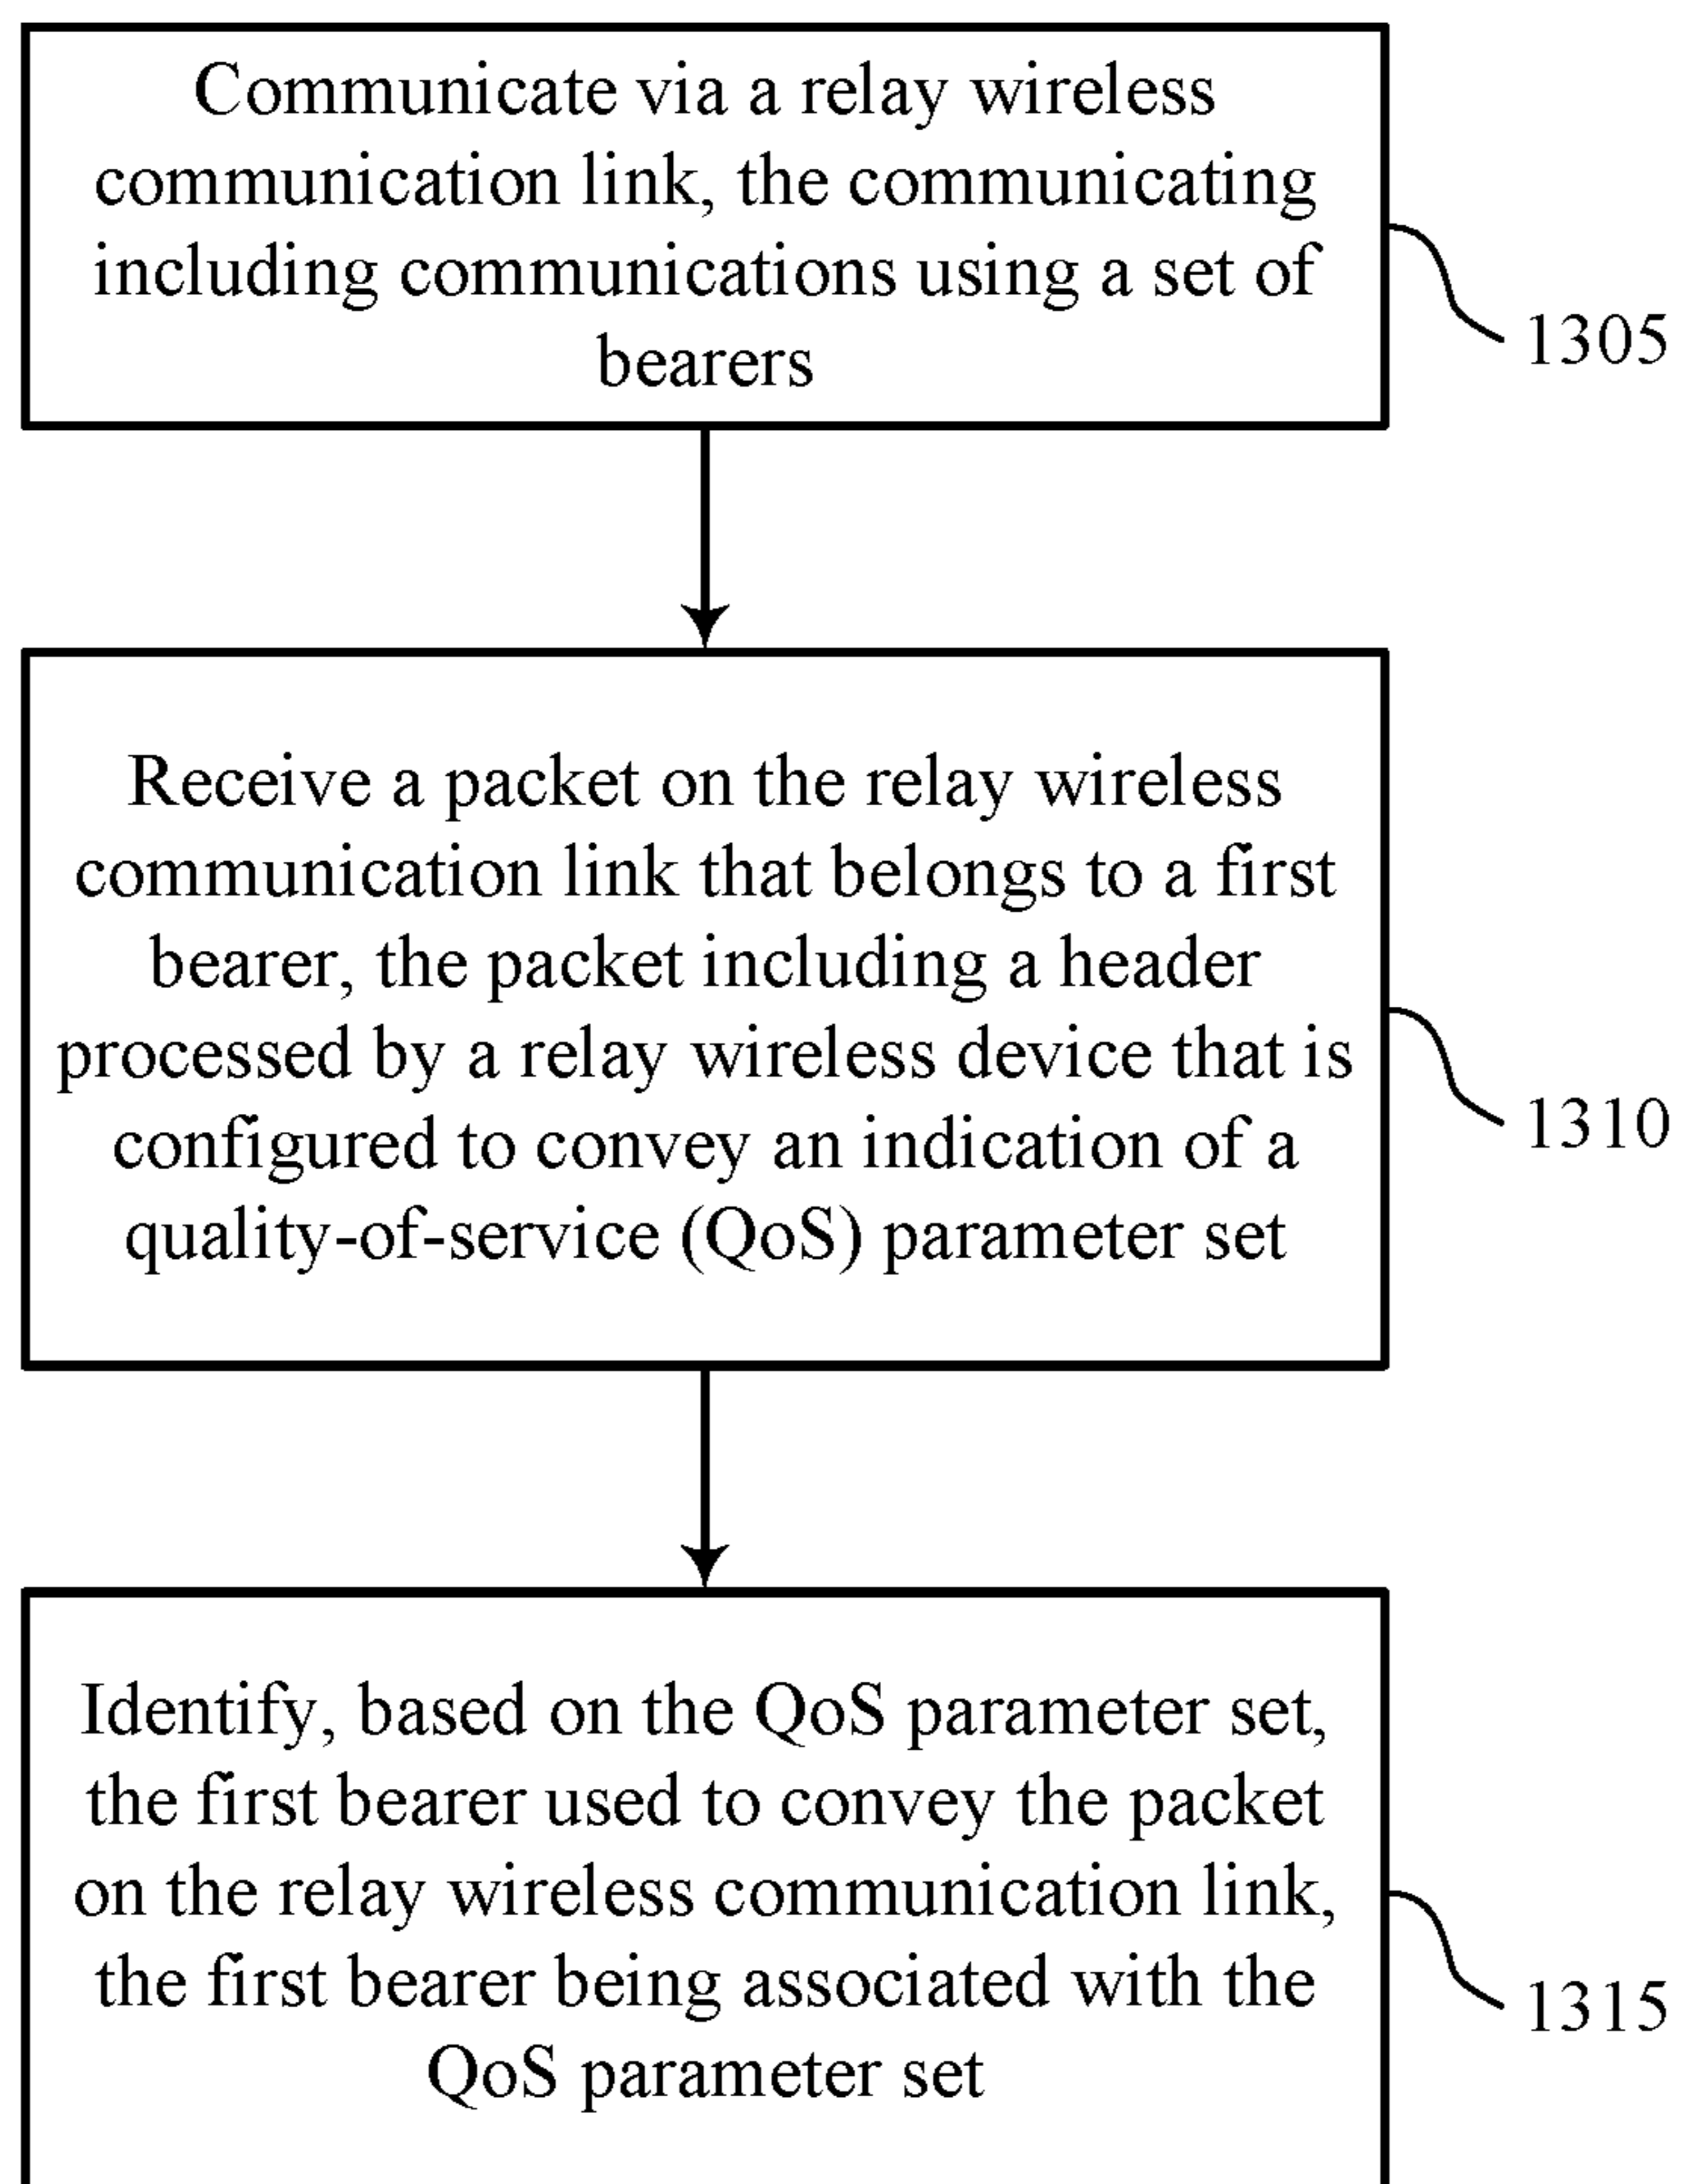 Communicate via a relay wireless
communication link, the communicating
including communications using a set of
bearers
1305
Receive a packet on the relay wireless
communication link that belongs to a first
bearer, the packet including a header
processed by a relay wireless device that is
configured to convey an indication of a
quality-of-service (QoS) parameter set
1310
Identify, based on the QoS parameter set,
the first bearer used to convey the packet
on the relay wireless communication link,
the first bearer being associated with the
QoS parameter set
1315